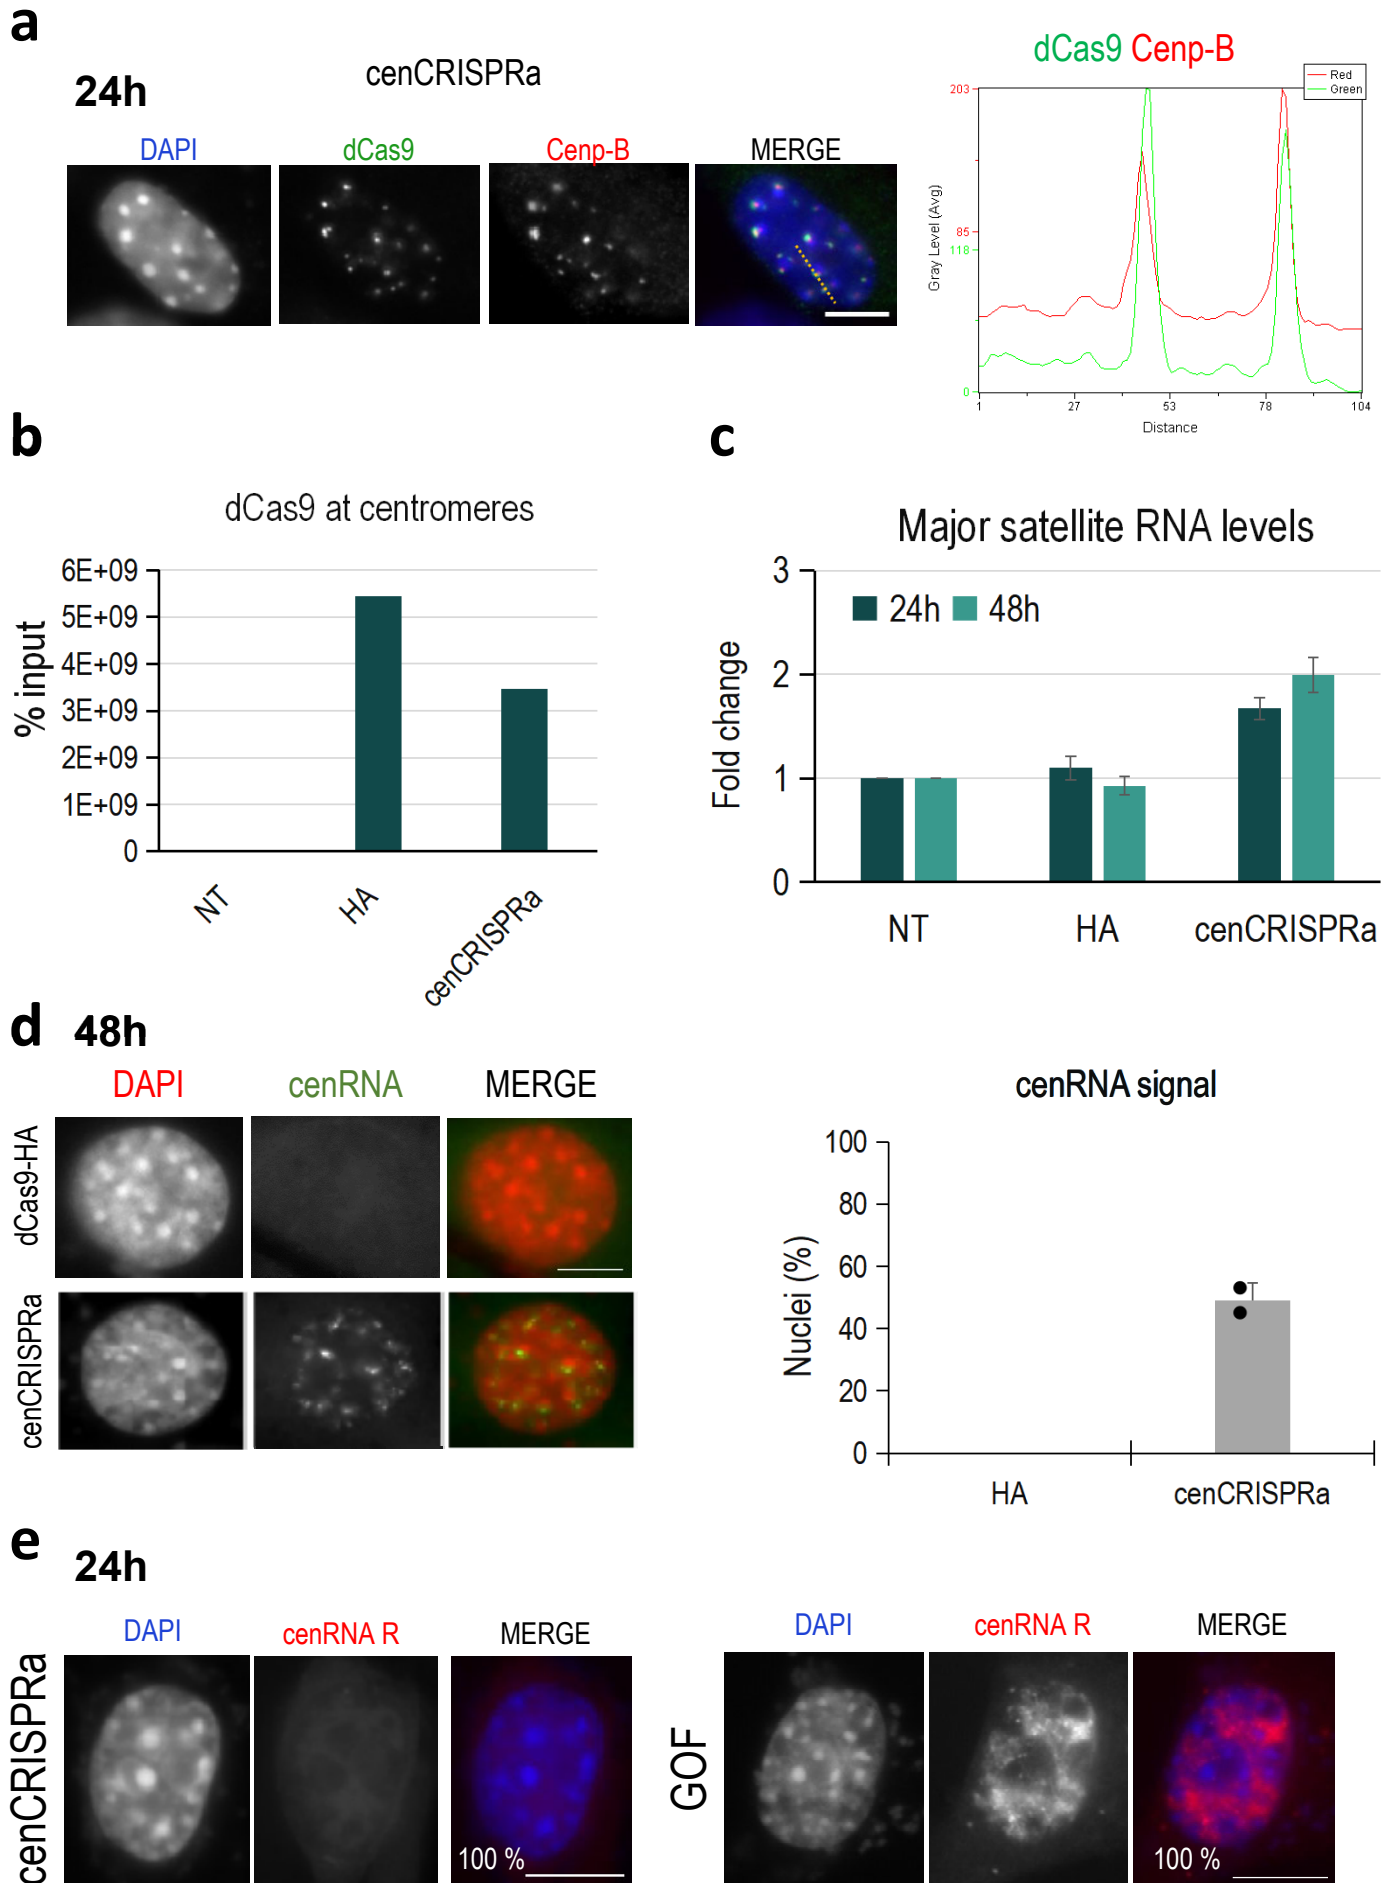 a
24h
cenCRISPRa
DAPI
dCas9
Cenp-B
MERGE
dCas9 Cenp-B
Red
Green
203
85
118
0
Gray Level (Avg)
1
27
53
78
104
Distance
b
dCas9 at centromeres
6E+09
5E+09
4E+09
3E+09
2E+09
1E+09
0
% input
NT
HA
cenCRISPRa
c
Major satellite RNA levels
24h
48h
3
2
1
0
Fold change
NT
HA
cenCRISPRa
d
48h
DAPI
cenRNA
MERGE
dCas9-HA
cenCRISPRa
cenRNA signal
100
80
60
40
20
0
Nuclei (%)
HA
cenCRISPRa
e
24h
DAPI
cenRNA R
MERGE
cenCRISPRa
100 %
DAPI
cenRNA R
MERGE
GOF
100 %